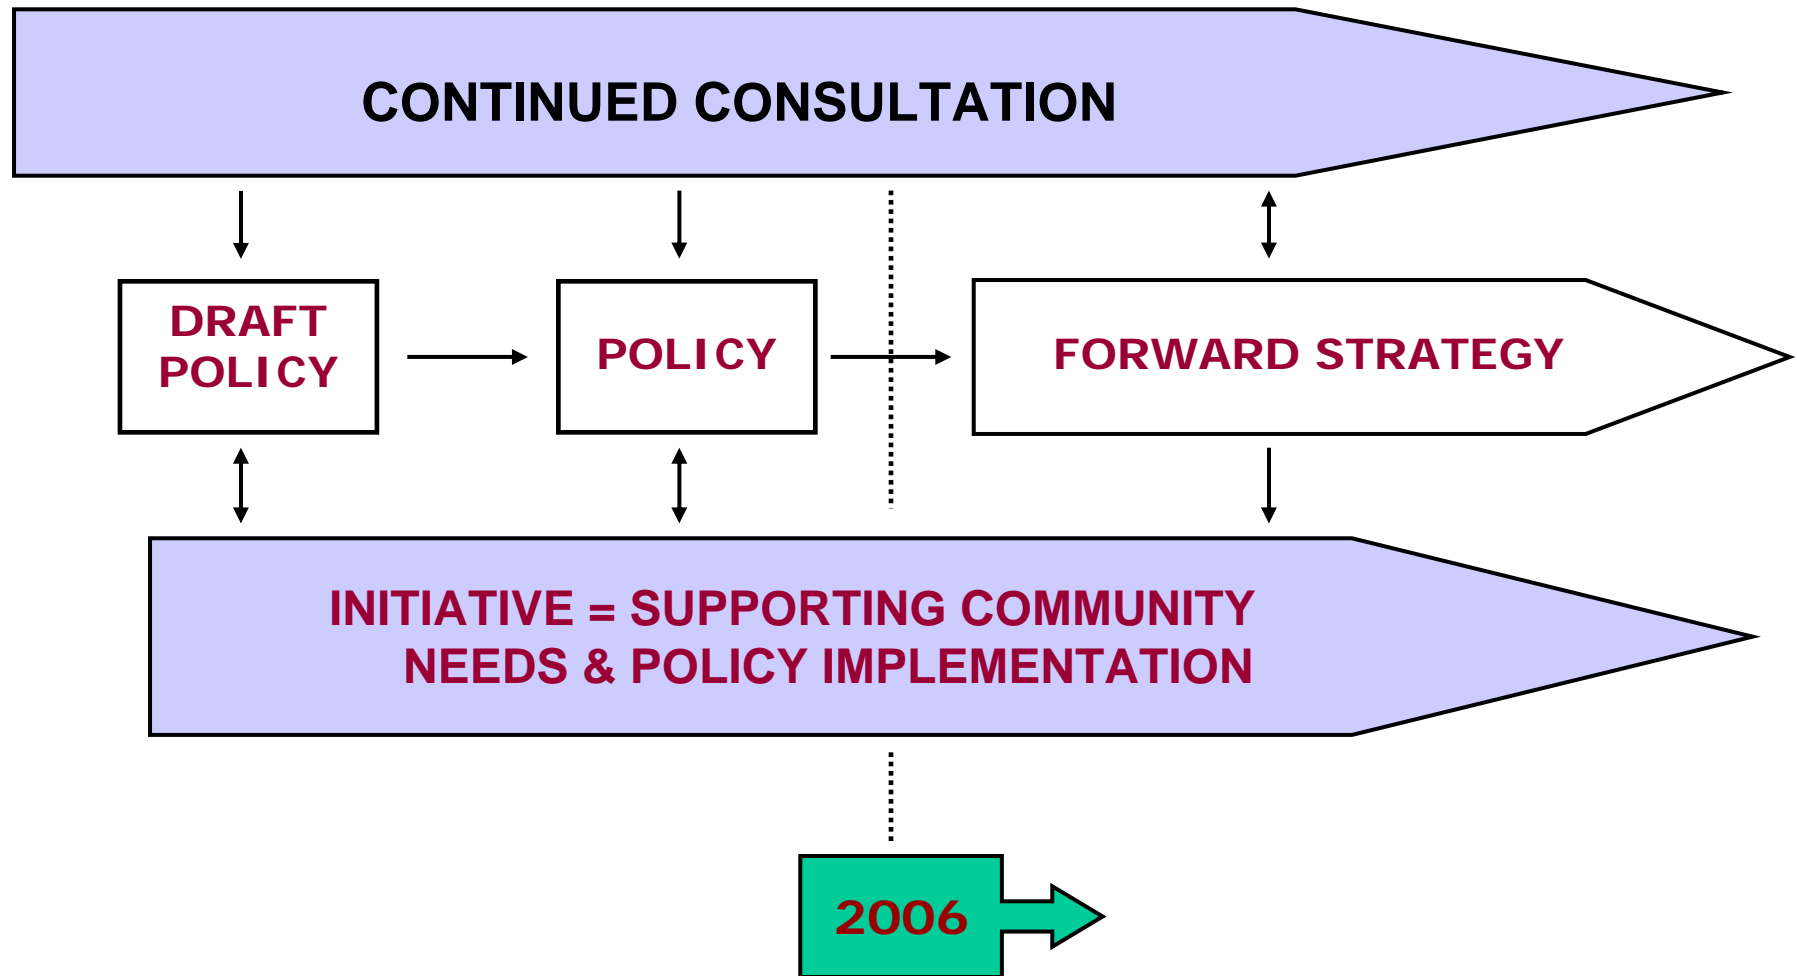 CONTINUED CONSULTATION
DRAFT
POLICY
POLICY
FORWARD STRATEGY
INITIATIVE = SUPPORTING COMMUNITY
NEEDS & POLICY IMPLEMENTATION
2006